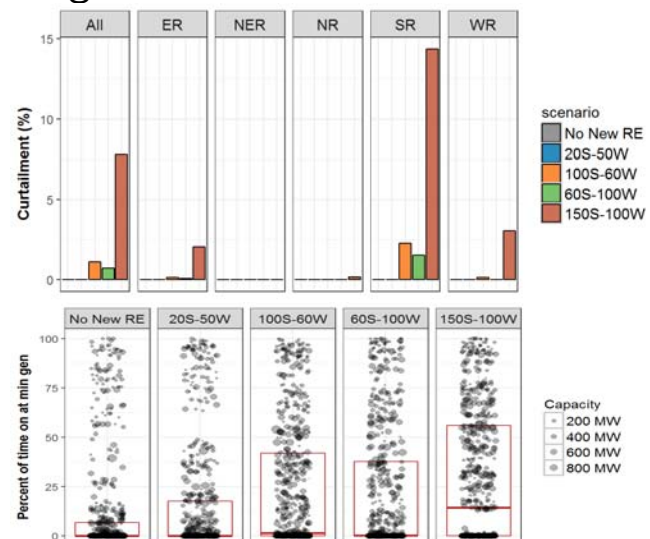 All ER NER NR SR WR
15
10
5
0
Curtailment (%)
scenario
No New RE
20S-50W
100S-60W
60S-100W
150S-100W
No New RE 20S-50W 100S-60W 60S-100W 150S-100W
100
75
50
25
0
Percent of time on at min gen
Capacity
200 MW
400 MW
600 MW
800 MW